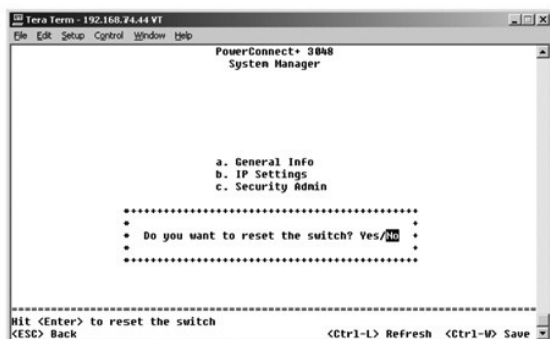 Tera Term - 192.168.74.44 VT
File Edit Setup Control Window Help
PowerConnect+ 3048
System Manager
a. General Info
b. IP Settings
c. Security Admin
Do you want to reset the switch? Yes/No
Hit <Enter> to reset the switch
<ESC> Back <Ctrl-L> Refresh <Ctrl-W> Save